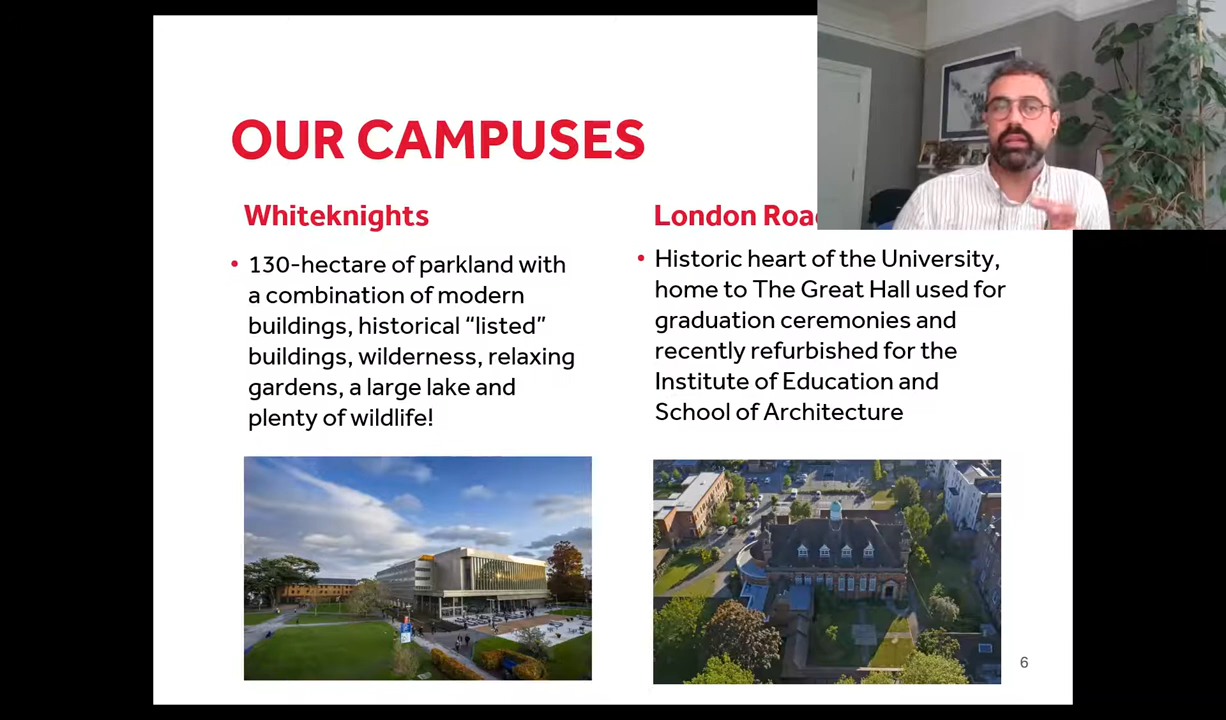 OUR CAMPUSES
Whiteknights
130-hectare of parkland with
a combination of modern
buildings, historical “listed”
buildings, wilderness, relaxing
gardens, a large lake and
plenty of wildlife!
London
Historic heart of the University,
home to The Great Hall used for
graduation ceremonies and
recently refurbished for the
Institute of Education and
School of Architecture
6